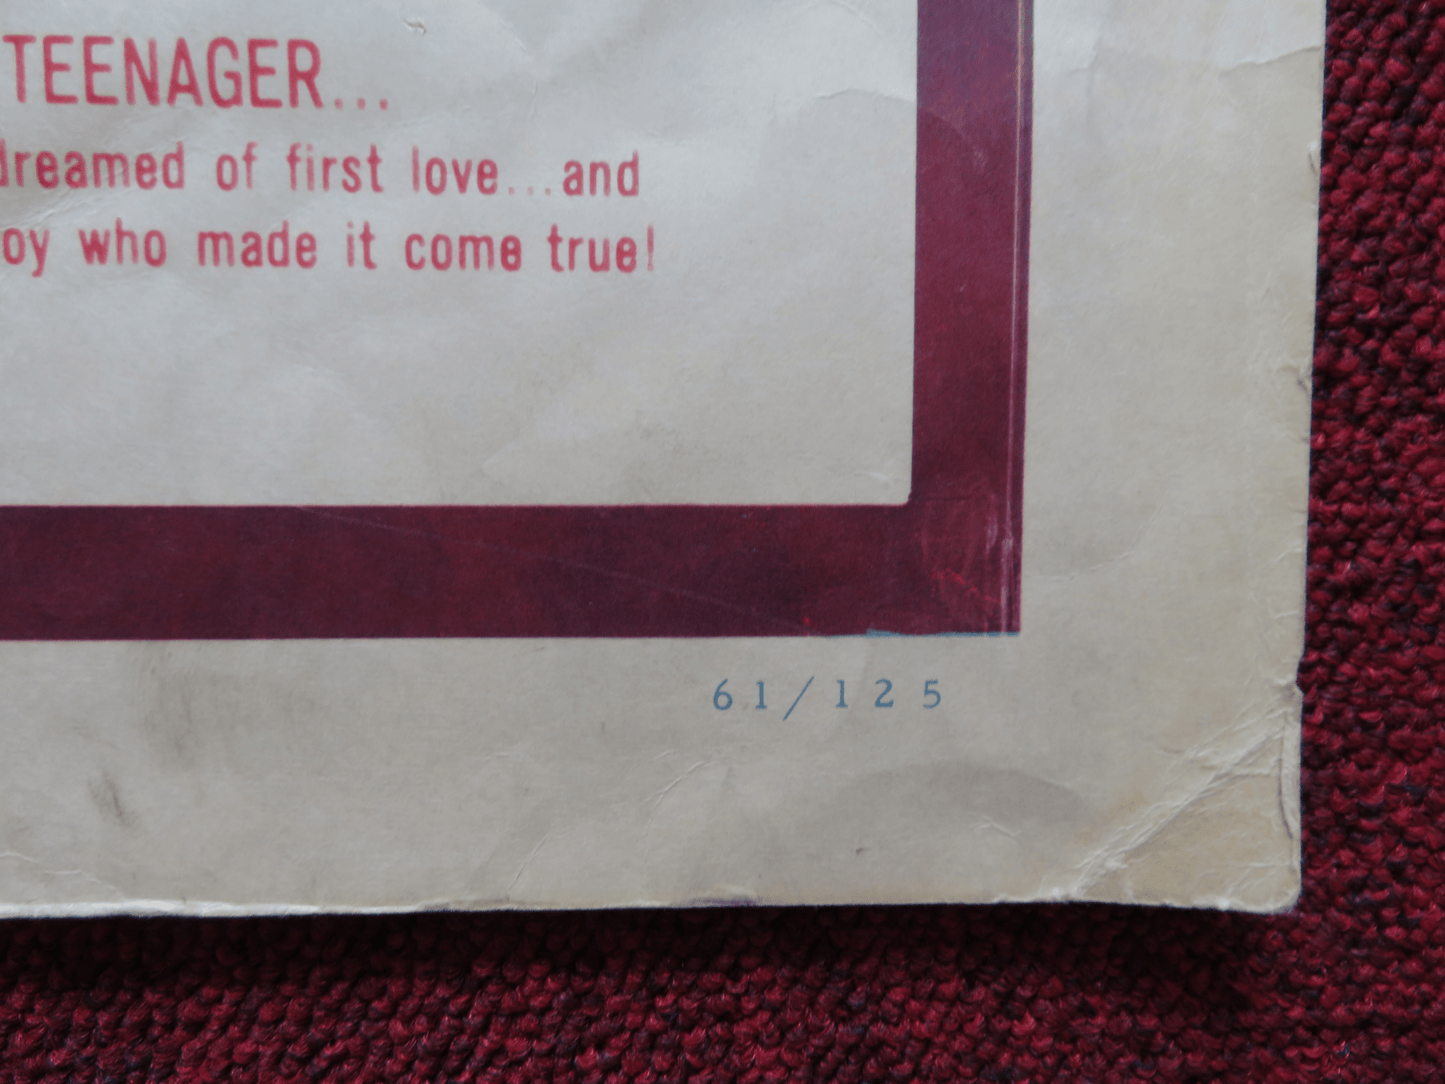 TEENAGER...
dreamed of first love...and
oy who made it come true!
61/125